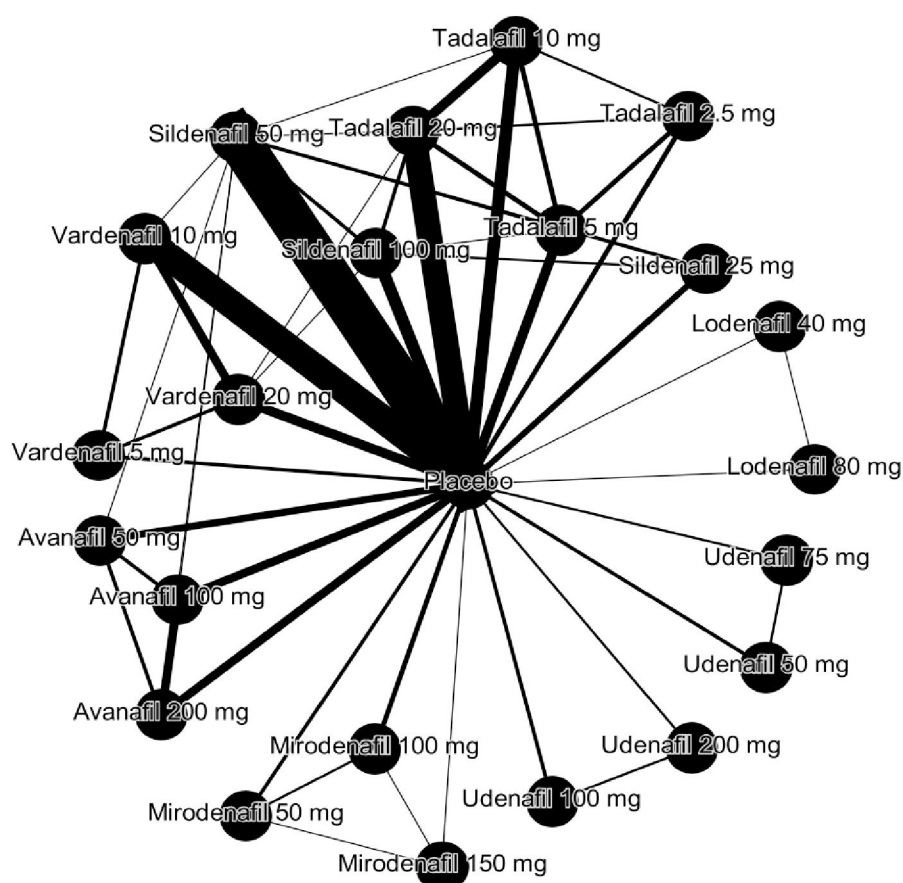 Tadalafil 10 mg
Tadalafil 2.5 mg
Sildenafil 50 mg
Tadalafil 20 mg
Vardenafil 10 mg
Sildenafil 100 mg
Tadalafil 5 mg
Sildenafil 25 mg
Lodenafil 40 mg
Vardenafil 20 mg
Vardenafil 5 mg
Placebo
Lodenafil 80 mg
Avanafil 50 mg
Udenafil 75 mg
Avanafil 100 mg
Udenafil 50 mg
Avanafil 200 mg
Mirodenafil 100 mg
Udenafil 200 mg
Mirodenafil 50 mg
Udenafil 100 mg
Mirodenafil 150 mg